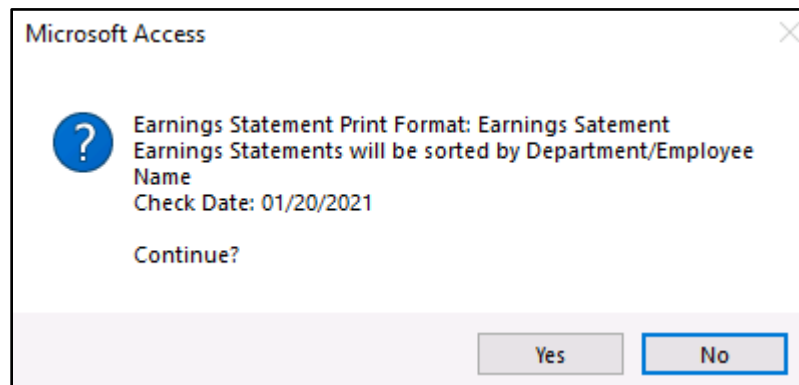 Microsoft Access
Earnings Statement Print Format: Earnings Satement
Earnings Statements will be sorted by Department/Employee
Name
Check Date: 01/20/2021
Continue?
Yes
No